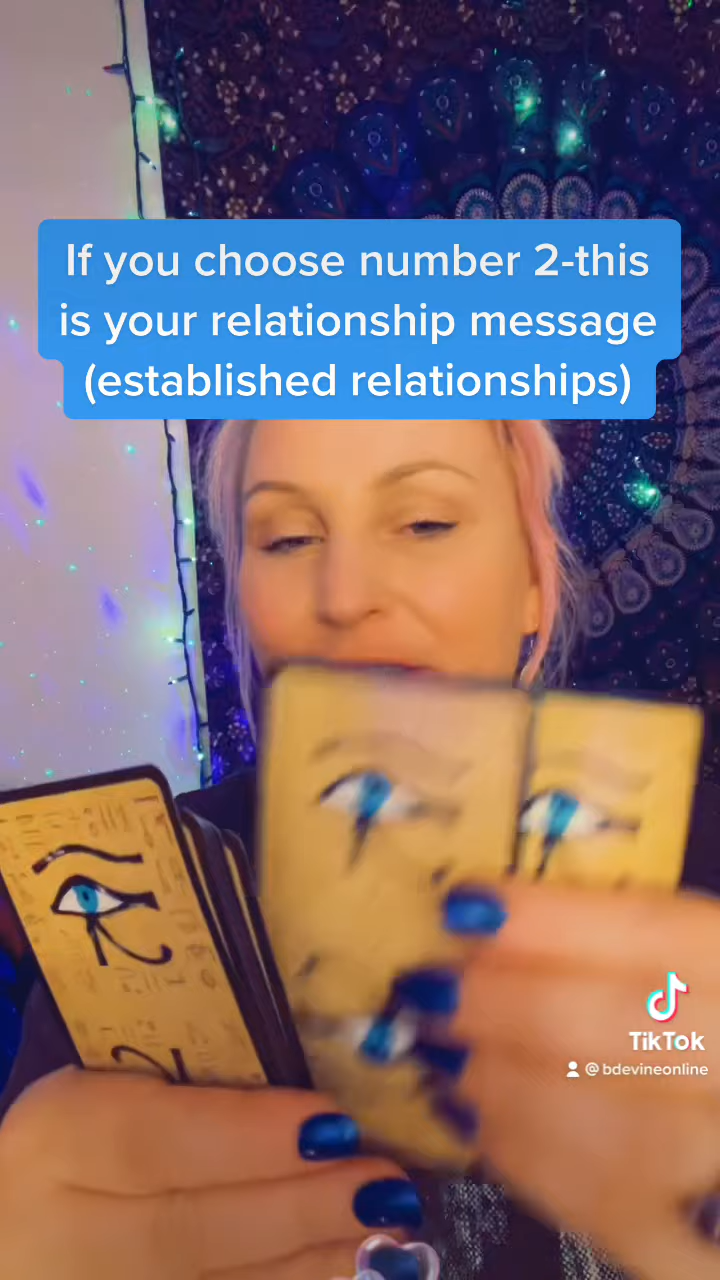 If you choose number 2-this
is your relationship message
(established relationships)
TikTok
@bdevineonline